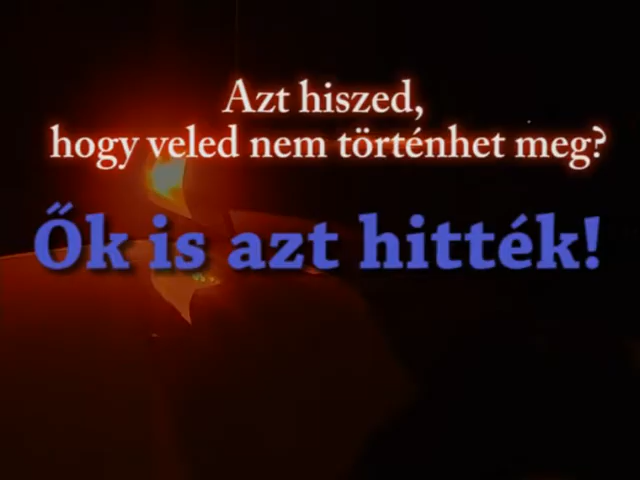 Azt hiszed,
hogy veled nem történhet meg?
Ők is azt hitték!